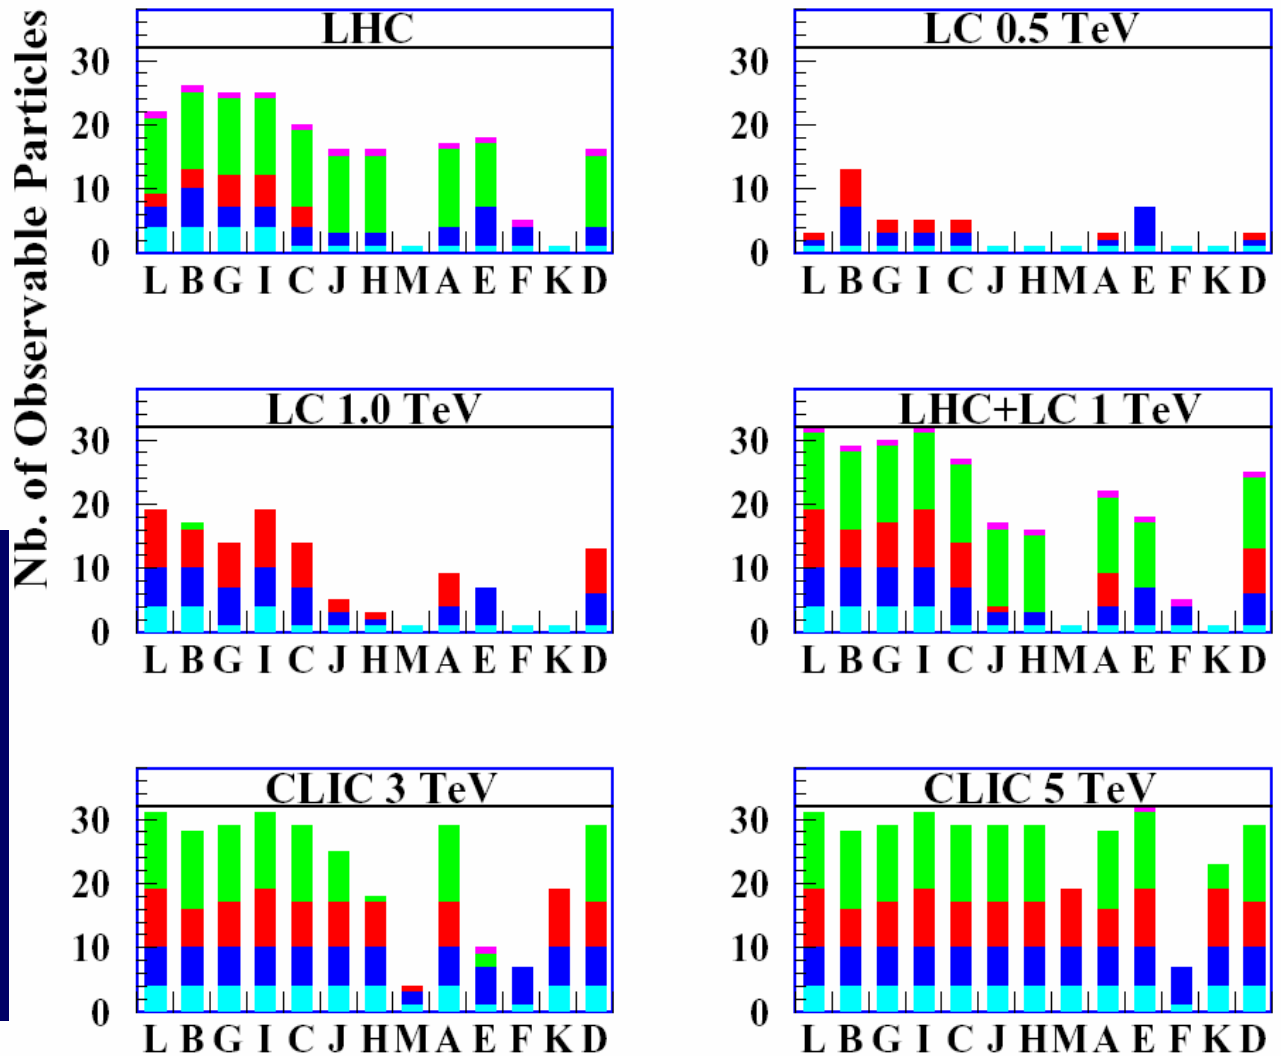 Nb. of Observable Particles
LHC
30
20
10
0
L B G I C J H M A E F K D
LC 0.5 TeV
30
20
10
0
L B G I C J H M A E F K D
LC 1.0 TeV
30
20
10
0
L B G I C J H M A E F K D
LHC+LC 1 TeV
30
20
10
0
L B G I C J H M A E F K D
CLIC 3 TeV
30
20
10
0
L B G I C J H M A E F K D
CLIC 5 TeV
30
20
10
0
L B G I C J H M A E F K D